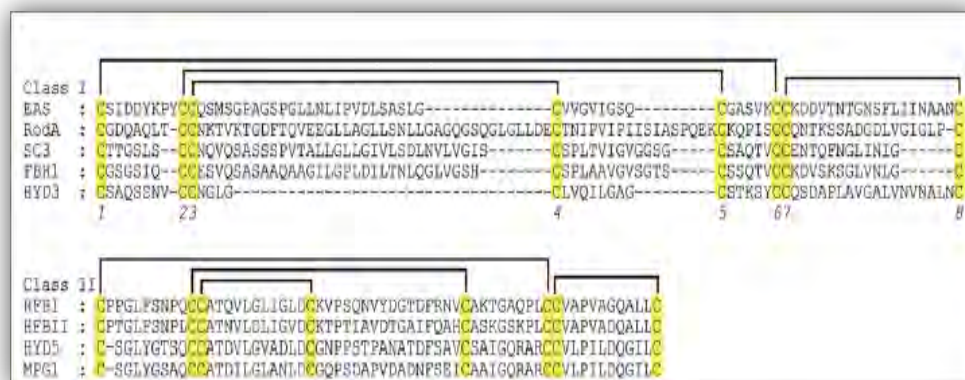 Class I
EAS : CSIDDYKPYCCQSMSGPAGSPGLLNLIPVDLSASLG---------------CVVGVIGSQ---------CGASVKCCKDDVTNTGNSFLIINAANC
RodA : CGDQAQLT-CCNKTVKTGDFTQVEEGLLAGLLSNLLGAGQGSQGLGLLDECTNIPVIPIISIASPQEKCKQPISCCQNTKSSADGDLVGIGLP-C
SC3 : CTTGSLS--CCNQVQSASSSPVTALLGLLGIVLSDLNVLVGIS--------CSPLTVIGVGGSG-------CSAQTVCCENTQFNGLINIG------C
FBH1 : CGSGSIQ--CCESVQSASAAQAAGILGPLDILTNLQGLVGSH---------CSPLAAVGVSGTS-------CSSQTVCCKDVSKSGLVNLG------C
HYD3 : CSAQSSNV-CCNGLG------------------------------------CLVQILGAG---------CSTKSYCCQSDAPLAVGALVNVNALNC
1 23 4 5 67 8
Class II
HFBI : CPPGLFSNPQCCATQVLGLIGLDCKVPSQNVYDGTDFRNVCAKTGAQPLCCVAPVAGQALLC
HFBII : CPTGLFSNPLCCATNVLDLIGVDCKTPTIAVDTGAIFQAHCASKGSKPLCCVAPVADQALLC
HYD5 : C-SGLYGTSQCCATDVLGVADLDCGNPPSTPANATDFSAVCSAIGQRARCCVLPILDQGILC
MPG1 : C-SGLYGSAQCCATDILGLANLDCGQPSDAPVDADNFSEICAAIGQRARCCVLPILDQGILC